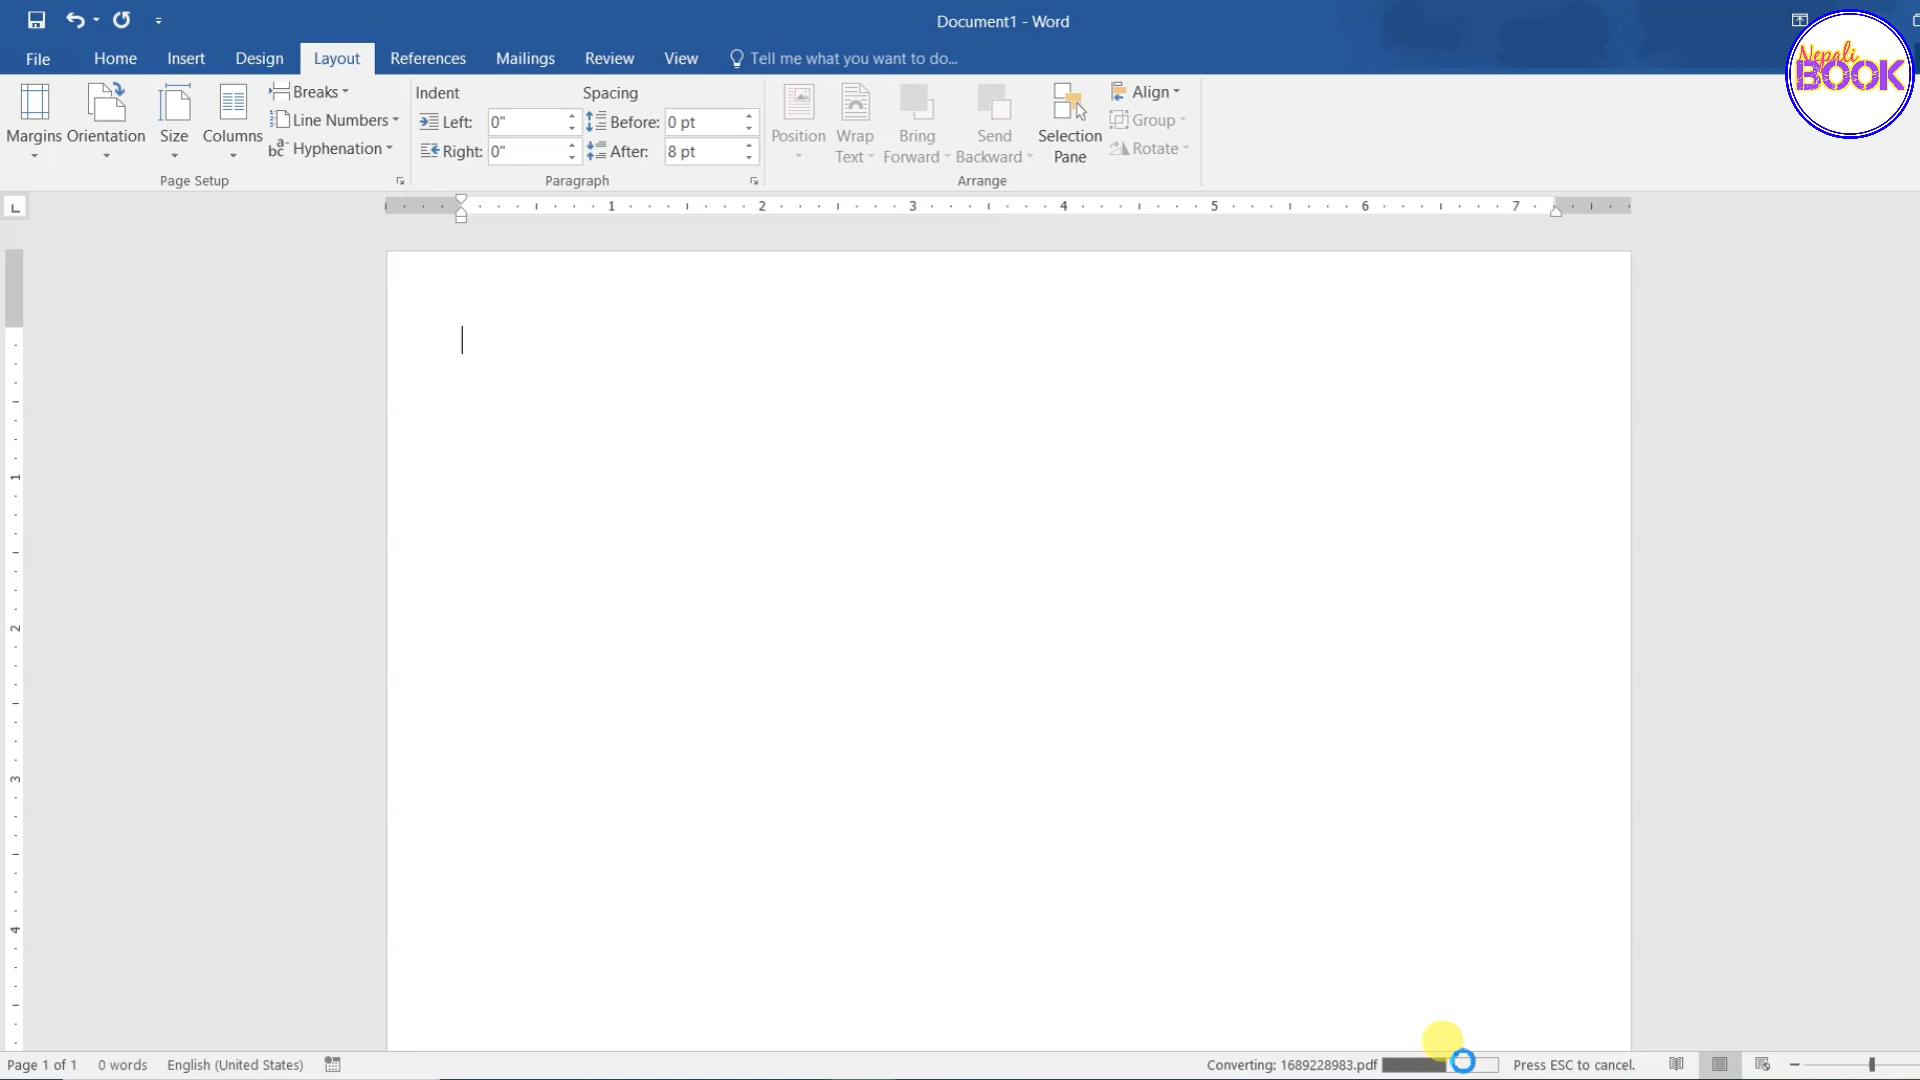 Document1 - Word
Nepali
BOOK
File Home Insert Design Layout References Mailings Review View Tell me what you want to do...
Margins Orientation Size Columns
Breaks
Line Numbers
Hyphenation
Page Setup
Indent Spacing
Left: 0" Before: 0 pt
Right: 0" After: 8 pt
Paragraph
Position Wrap Text Bring Forward Send Backward Selection Pane
Align
Group
Rotate
Arrange
1 2 3 4 5 6 7
1
2
3
4
Page 1 of 1 0 words English (United States) Converting: 1689228983.pdf Press ESC to cancel.